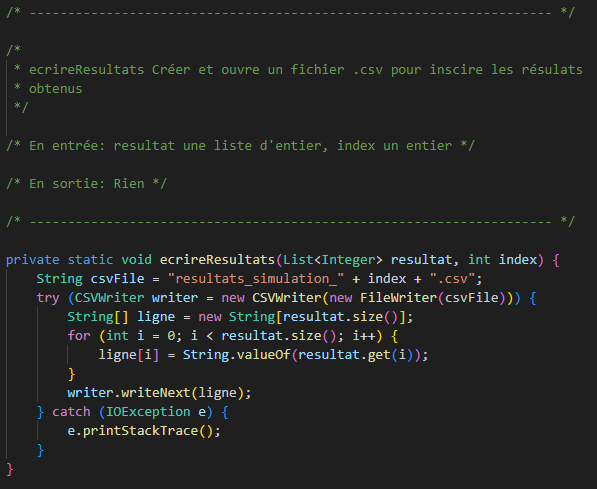 /* ------------------------------------------------------------------- */
/*
* ecrireResultats Créer et ouvre un fichier .csv pour inscire les résulats
* obtenus
*/
/* En entrée: resultat une liste d'entier, index un entier */
/* En sortie: Rien */
/* ------------------------------------------------------------------- */
private static void ecrireResultats(List<Integer> resultat, int index) {
    String csvFile = "resultats_simulation_" + index + ".csv";
    try (CSVWriter writer = new CSVWriter(new FileWriter(csvFile))) {
        String[] ligne = new String[resultat.size()];
        for (int i = 0; i < resultat.size(); i++) {
            ligne[i] = String.valueOf(resultat.get(i));
        }
        writer.writeNext(ligne);
    } catch (IOException e) {
        e.printStackTrace();
    }
}